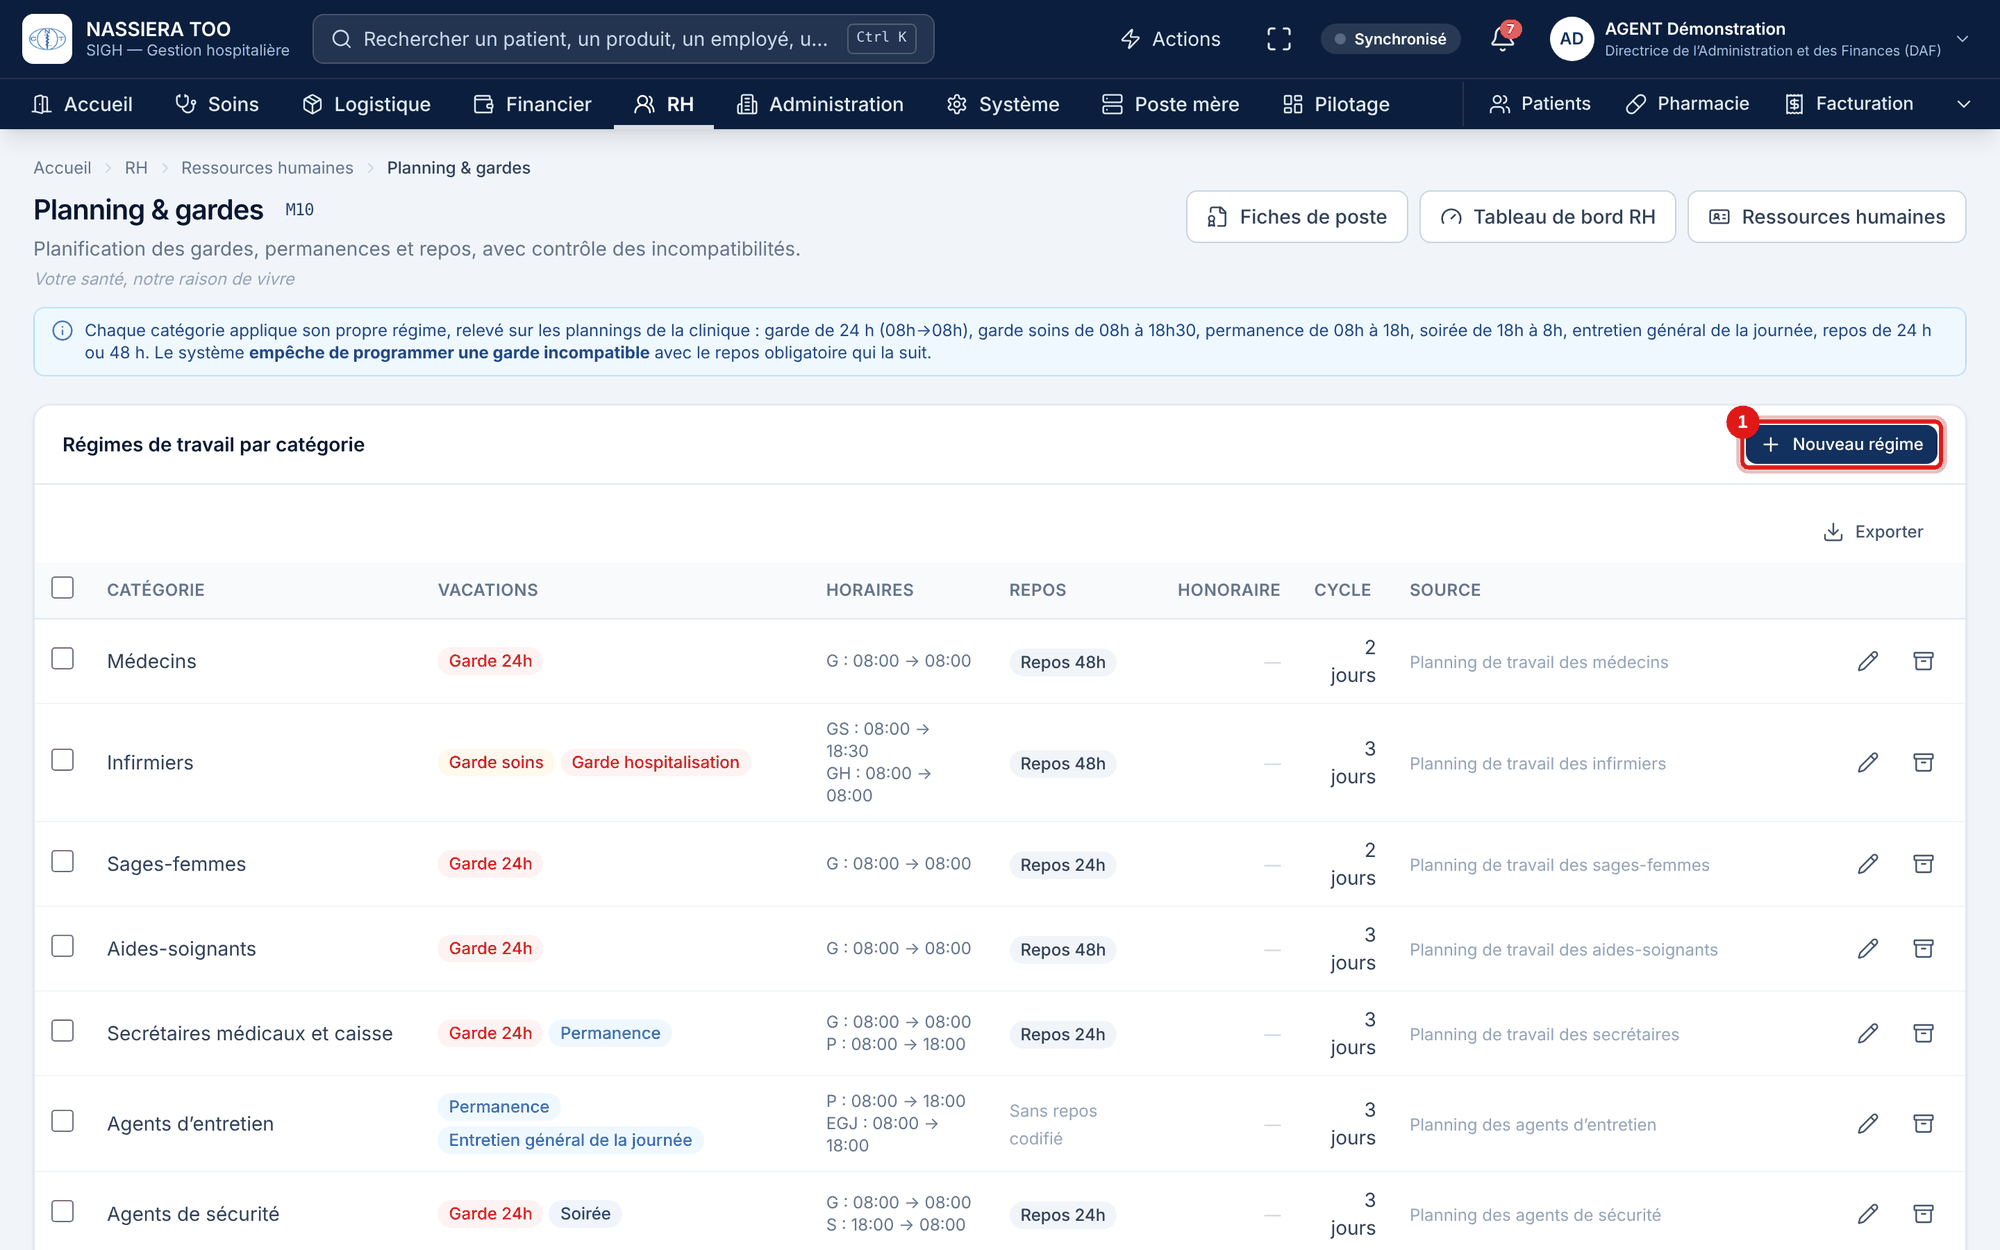 NASSIERA TOO
SIGH — Gestion hospitalière
Rechercher un patient, un produit, un employé, u...
Ctrl K
Actions
Synchronisé
7
AD
AGENT Démonstration
Directrice de l’Administration et des Finances (DAF)
Accueil
Soins
Logistique
Financier
RH
Administration
Système
Poste mère
Pilotage
Patients
Pharmacie
Facturation
Accueil > RH > Ressources humaines > Planning & gardes
Planning & gardes M10
Fiches de poste
Tableau de bord RH
Ressources humaines
Planification des gardes, permanences et repos, avec contrôle des incompatibilités.
Votre santé, notre raison de vivre
Chaque catégorie applique son propre régime, relevé sur les plannings de la clinique : garde de 24 h (08h→08h), garde soins de 08h à 18h30, permanence de 08h à 18h, soirée de 18h à 8h, entretien général de la journée, repos de 24 h
ou 48 h. Le système empêche de programmer une garde incompatible avec le repos obligatoire qui la suit.
Régimes de travail par catégorie
1
+ Nouveau régime
Exporter
CATÉGORIE VACATIONS HORAIRES REPOS HONORAIRE CYCLE SOURCE
Médecins
Garde 24h
G : 08:00 → 08:00
Repos 48h
—
2
jours
Planning de travail des médecins
Infirmiers
Garde soins
Garde hospitalisation
GS : 08:00 →
18:30
GH : 08:00 →
08:00
Repos 48h
—
3
jours
Planning de travail des infirmiers
Sages-femmes
Garde 24h
G : 08:00 → 08:00
Repos 24h
—
2
jours
Planning de travail des sages-femmes
Aides-soignants
Garde 24h
G : 08:00 → 08:00
Repos 48h
—
3
jours
Planning de travail des aides-soignants
Secrétaires médicaux et caisse
Garde 24h
Permanence
G : 08:00 → 08:00
P : 08:00 → 18:00
Repos 24h
—
3
jours
Planning de travail des secrétaires
Agents d’entretien
Permanence
Entretien général de la journée
P : 08:00 → 18:00
EGJ : 08:00 →
18:00
Sans repos
codifié
—
3
jours
Planning des agents d’entretien
Agents de sécurité
Garde 24h
Soirée
G : 08:00 → 08:00
S : 18:00 → 08:00
Repos 24h
—
3
jours
Planning des agents de sécurité